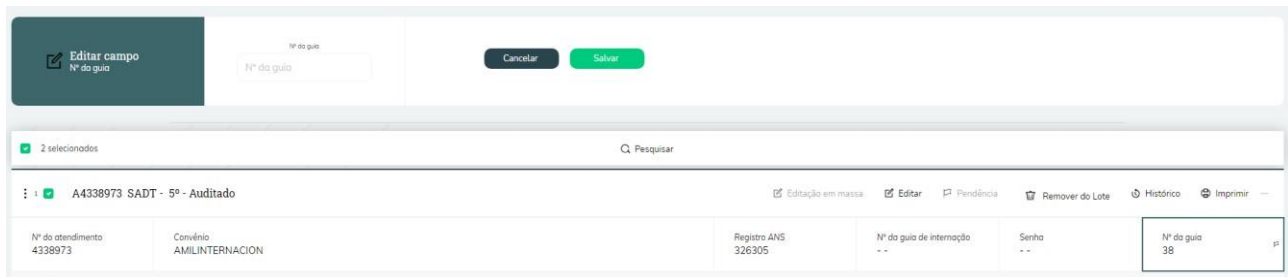 Editar campo
Nº da guia
Nº da guia
Nº da guia
Cancelar
Salvar
2 selecionados
Pesquisar
1 A4338973 SADT - 5º - Auditado
Editação em massa
Editar
Pendência
Remover do Lote
Histórico
Imprimir
Nº do atendimento
4338973
Convênio
AMILINTERNACION
Registro ANS
326305
Nº da guia de internação
- -
Senha
- -
Nº da guia
38